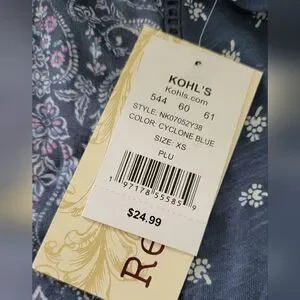 KOHL'S
Kohls.com
544 60 61
STYLE: NK07052Y38
COLOR: CYCLONE BLUE
SIZE: XS
PLU
1 97178 55585 9
$24.99
Re